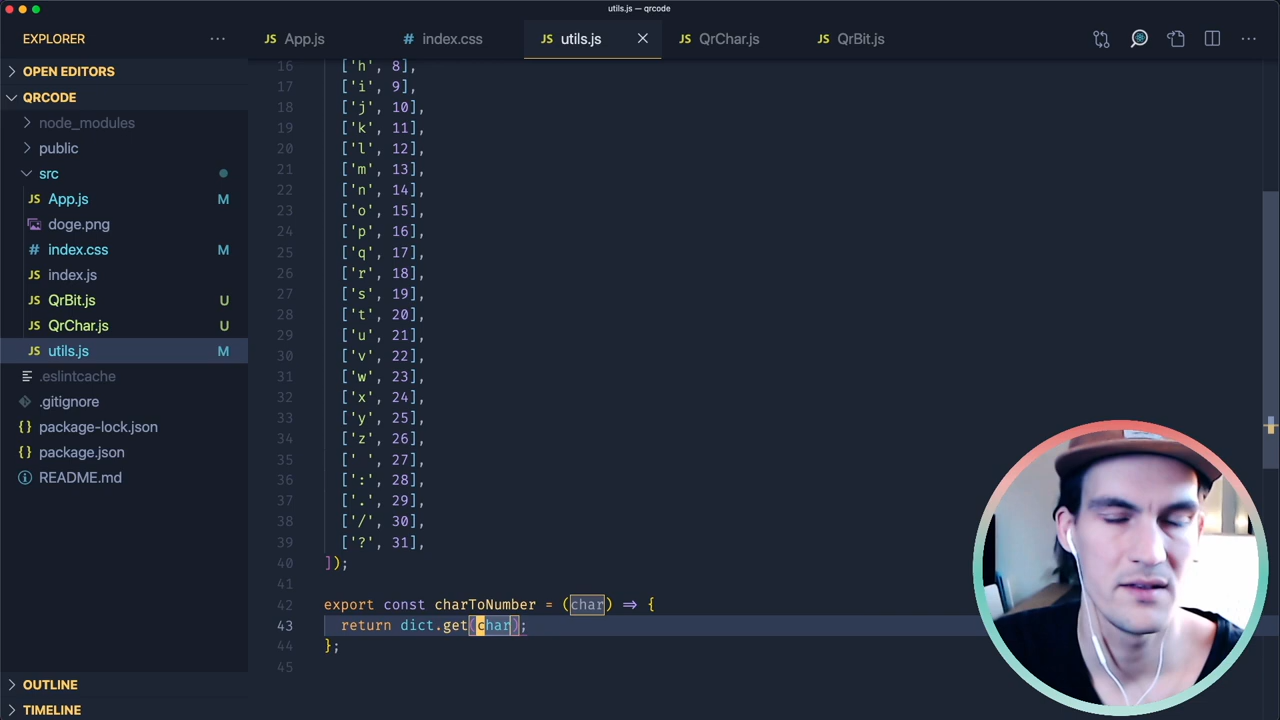 utils.js — qrcode
EXPLORER
App.js
index.css
utils.js
QrChar.js
QrBit.js
OPEN EDITORS
QRCODE
node_modules
public
src
JS App.js M
doge.png
# index.css M
JS index.js
JS QrBit.js U
JS QrChar.js U
JS utils.js M
.eslintcache
.gitignore
{} package-lock.json
{} package.json
README.md
OUTLINE
TIMELINE
16 ['h', 8],
17 ['i', 9],
18 ['j', 10],
19 ['k', 11],
20 ['l', 12],
21 ['m', 13],
22 ['n', 14],
23 ['o', 15],
24 ['p', 16],
25 ['q', 17],
26 ['r', 18],
27 ['s', 19],
28 ['t', 20],
29 ['u', 21],
30 ['v', 22],
31 ['w', 23],
32 ['x', 24],
33 ['y', 25],
34 ['z', 26],
35 [' ', 27],
36 [':', 28],
37 ['.', 29],
38 ['/', 30],
39 ['?', 31],
40 ]);
41
42 export const charToNumber = (char) => {
43 return dict.get(char);
44 };
45